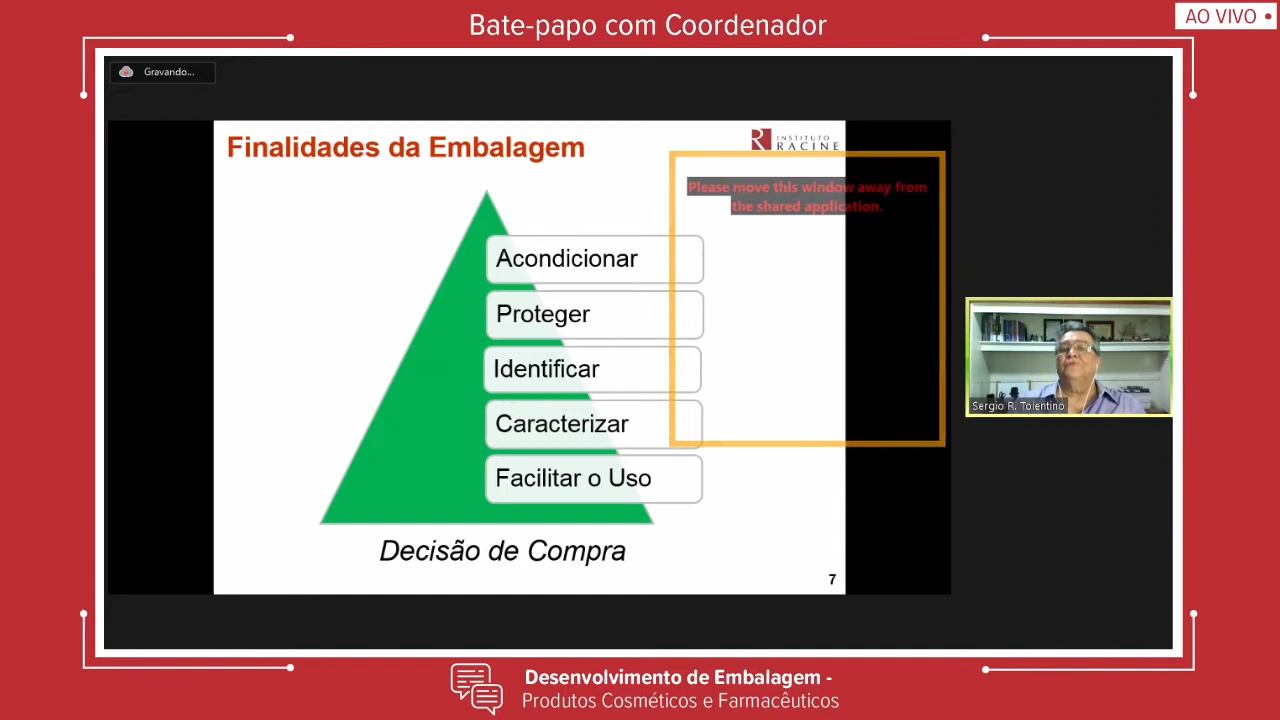 Bate-papo com Coordenador
AO VIVO
Gravando...
Finalidades da Embalagem
INSTITUTO
RACINE
Please move this window away from
the shared application.
Acondicionar
Proteger
Identificar
Caracterizar
Facilitar o Uso
Decisão de Compra
7
Sergio R. Tolentino
Desenvolvimento de Embalagem -
Produtos Cosméticos e Farmacêuticos